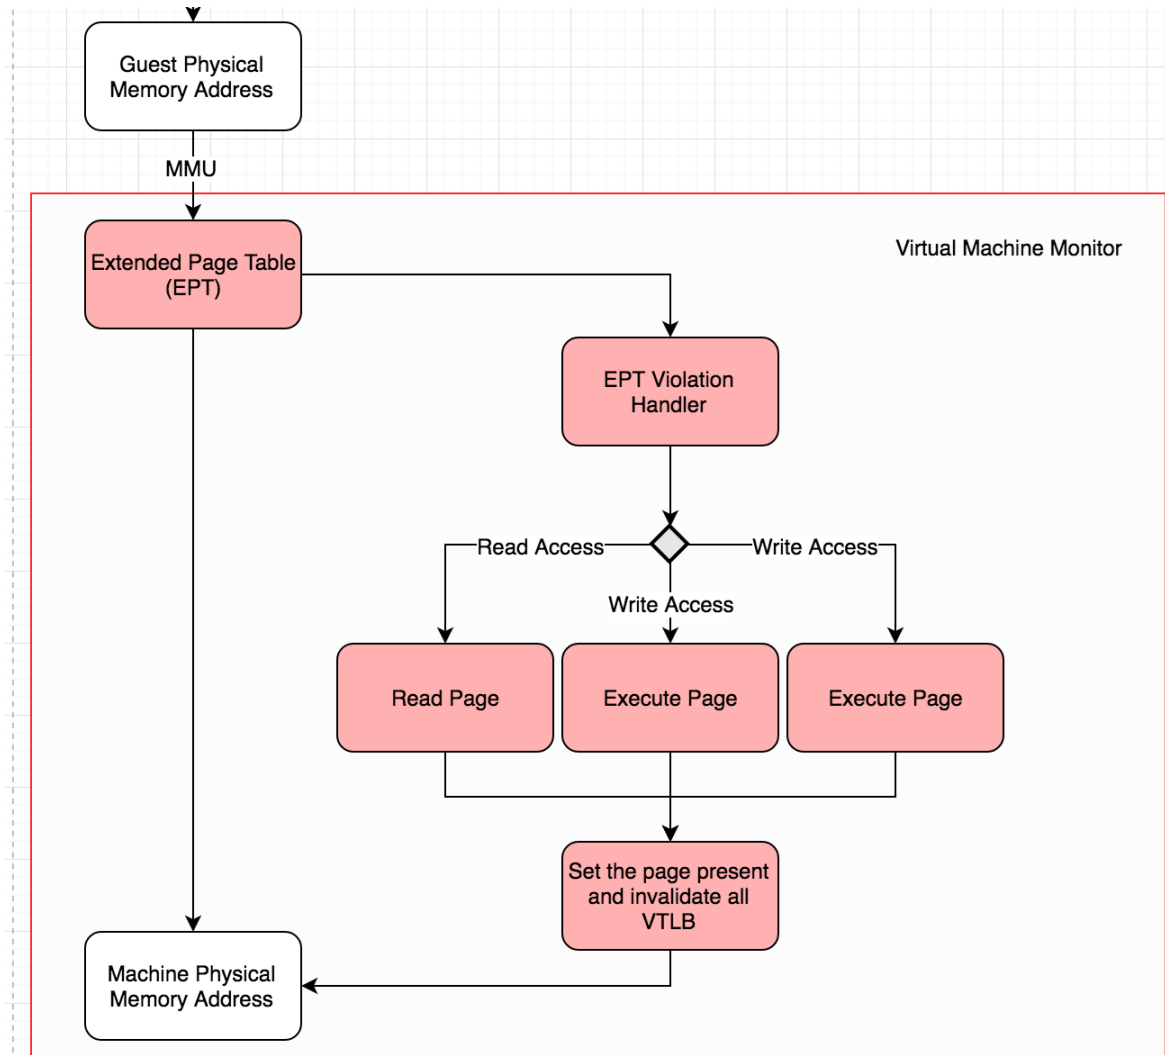 Guest Physical
Memory Address
MMU
Virtual Machine Monitor
Extended Page Table
(EPT)
EPT Violation
Handler
Read Access
Write Access
Write Access
Read Page
Execute Page
Execute Page
Set the page present
and invalidate all
VTLB
Machine Physical
Memory Address